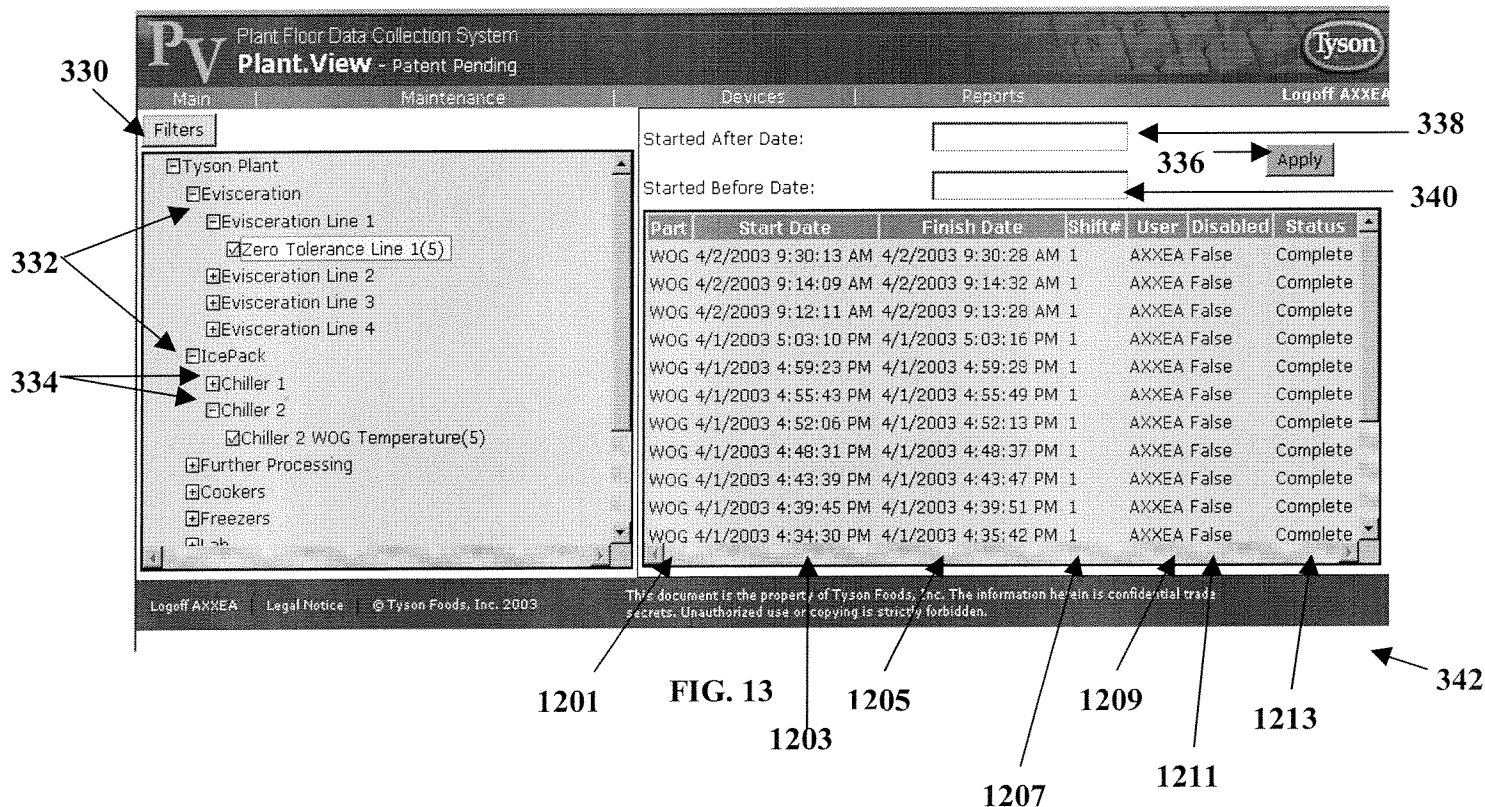 PV Plant Floor Data Collection System
Plant.View - Patent Pending
Tyson
330
Main | Maintenance | Devices | Reports Logoff AXXEA
Filters
Tyson Plant
Evisceration
Evisceration Line 1
Zero Tolerance Line 1(5)
Evisceration Line 2
Evisceration Line 3
Evisceration Line 4
IcePack
Chiller 1
Chiller 2
Chiller 2 WOG Temperature(5)
Further Processing
Cookers
Freezers
Lab
332
334
Started After Date:
338
336
Apply
Started Before Date:
340
Part Start Date Finish Date Shift# User Disabled Status
WOG 4/2/2003 9:30:13 AM 4/2/2003 9:30:28 AM 1 AXXEA False Complete
WOG 4/2/2003 9:14:09 AM 4/2/2003 9:14:32 AM 1 AXXEA False Complete
WOG 4/2/2003 9:12:11 AM 4/2/2003 9:13:28 AM 1 AXXEA False Complete
WOG 4/1/2003 5:03:10 PM 4/1/2003 5:03:16 PM 1 AXXEA False Complete
WOG 4/1/2003 4:59:23 PM 4/1/2003 4:59:29 PM 1 AXXEA False Complete
WOG 4/1/2003 4:55:43 PM 4/1/2003 4:55:49 PM 1 AXXEA False Complete
WOG 4/1/2003 4:52:06 PM 4/1/2003 4:52:13 PM 1 AXXEA False Complete
WOG 4/1/2003 4:48:31 PM 4/1/2003 4:48:37 PM 1 AXXEA False Complete
WOG 4/1/2003 4:43:39 PM 4/1/2003 4:43:47 PM 1 AXXEA False Complete
WOG 4/1/2003 4:39:45 PM 4/1/2003 4:39:51 PM 1 AXXEA False Complete
WOG 4/1/2003 4:34:30 PM 4/1/2003 4:35:42 PM 1 AXXEA False Complete
Logoff AXXEA | Legal Notice | © Tyson Foods, Inc. 2003
This document is the property of Tyson Foods, Inc. The information herein is confidential trade
secrets. Unauthorized use or copying is strictly forbidden.
342
1201
FIG. 13
1203
1205
1207
1209
1211
1213